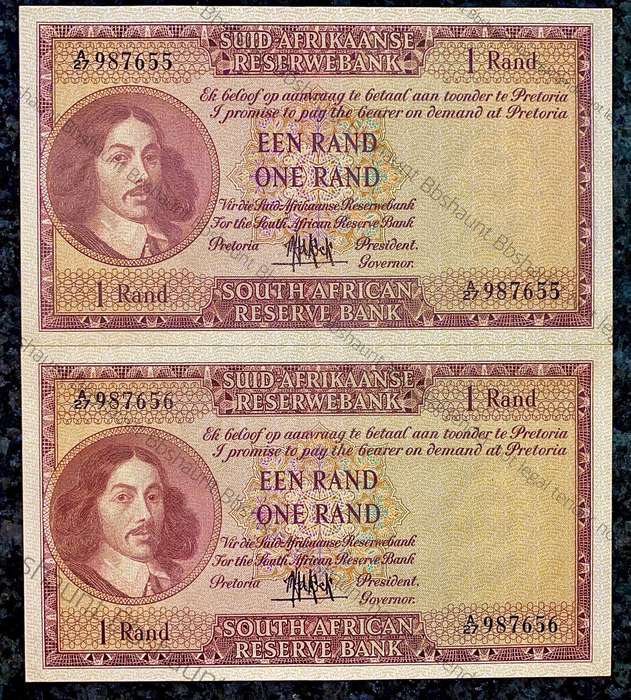 A/27 987655
SUID-AFRIKAANSE
RESERWEBANK
1 Rand
Ek beloof op aanvraag te betaal aan toonder te Pretoria
I promise to pay the bearer on demand at Pretoria
EEN RAND
ONE RAND
Vir die Suid-Afrikaanse Reserwebank
For the South African Reserve Bank
Pretoria
President.
Governor.
1 Rand
SOUTH AFRICAN
RESERVE BANK
A/27 987655
A/27 987656
SUID-AFRIKAANSE
RESERWEBANK
1 Rand
Ek beloof op aanvraag te betaal aan toonder te Pretoria
I promise to pay the bearer on demand at Pretoria
EEN RAND
ONE RAND
Vir die Suid-Afrikaanse Reserwebank
For the South African Reserve Bank
Pretoria
President.
Governor.
1 Rand
SOUTH AFRICAN
RESERVE BANK
A/27 987656
Bbshaunt